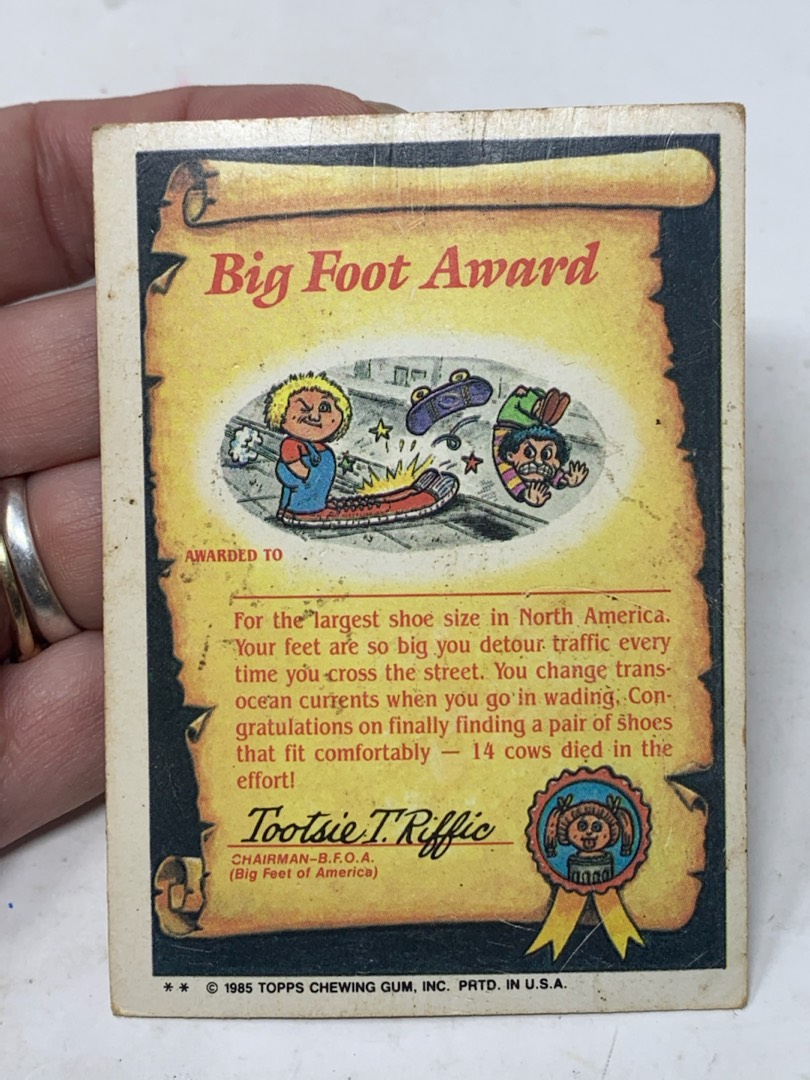 Big Foot Award
AWARDED TO
For the largest shoe size in North America.
Your feet are so big you detour traffic every
time you cross the street. You change trans-
ocean currents when you go in wading. Con-
gratulations on finally finding a pair of shoes
that fit comfortably — 14 cows died in the
effort!
Tootsie T. Riffic
CHAIRMAN–B.F.O.A.
(Big Feet of America)
** © 1985 TOPPS CHEWING GUM, INC. PRTD. IN U.S.A.